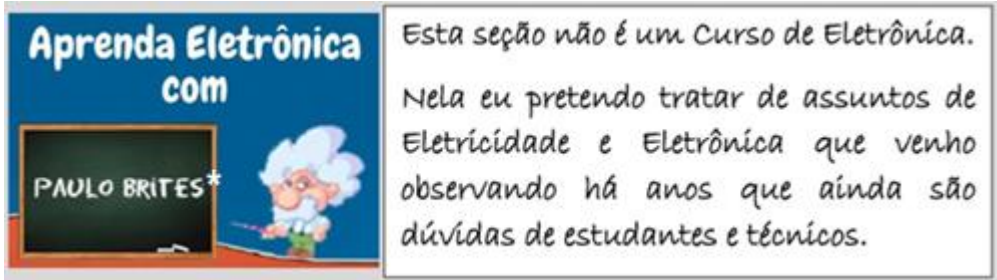 Aprenda Eletrônica
com
PAULO BRITES*
Esta seção não é um Curso de Eletrônica.
Nela eu pretendo tratar de assuntos de
Eletricidade e Eletrônica que venho
observando há anos que ainda são
dúvidas de estudantes e técnicos.